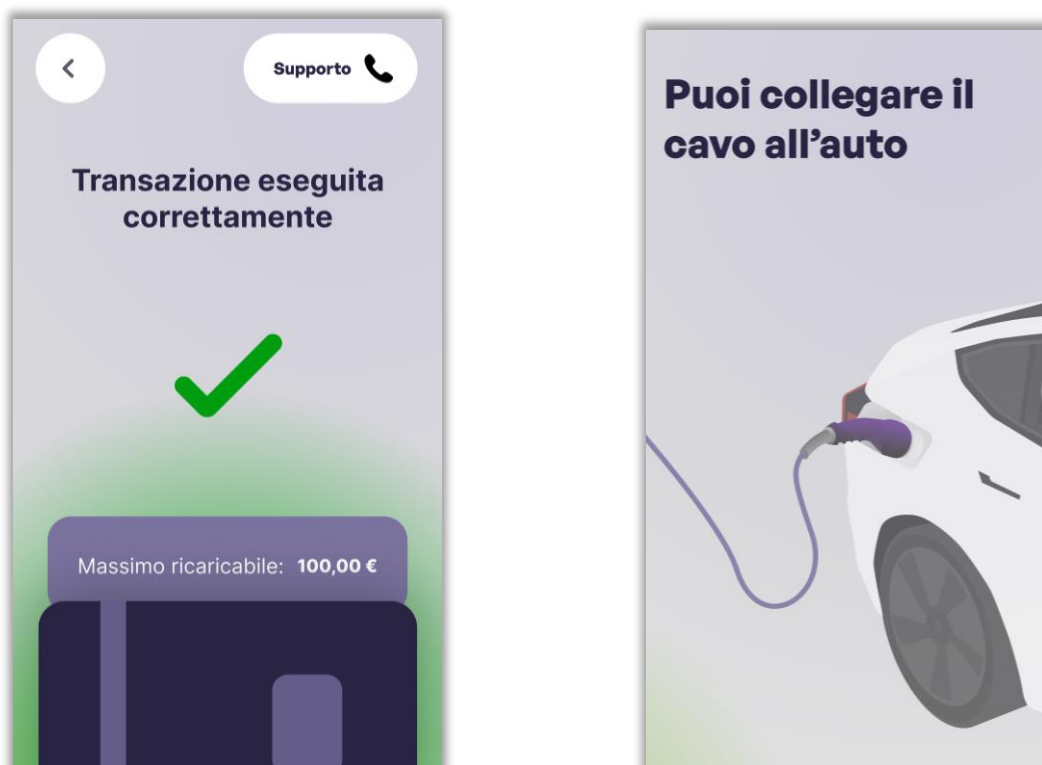 Supporto
Transazione eseguita
correttamente
Massimo ricaricabile: 100,00 €
Puoi collegare il
cavo all’auto